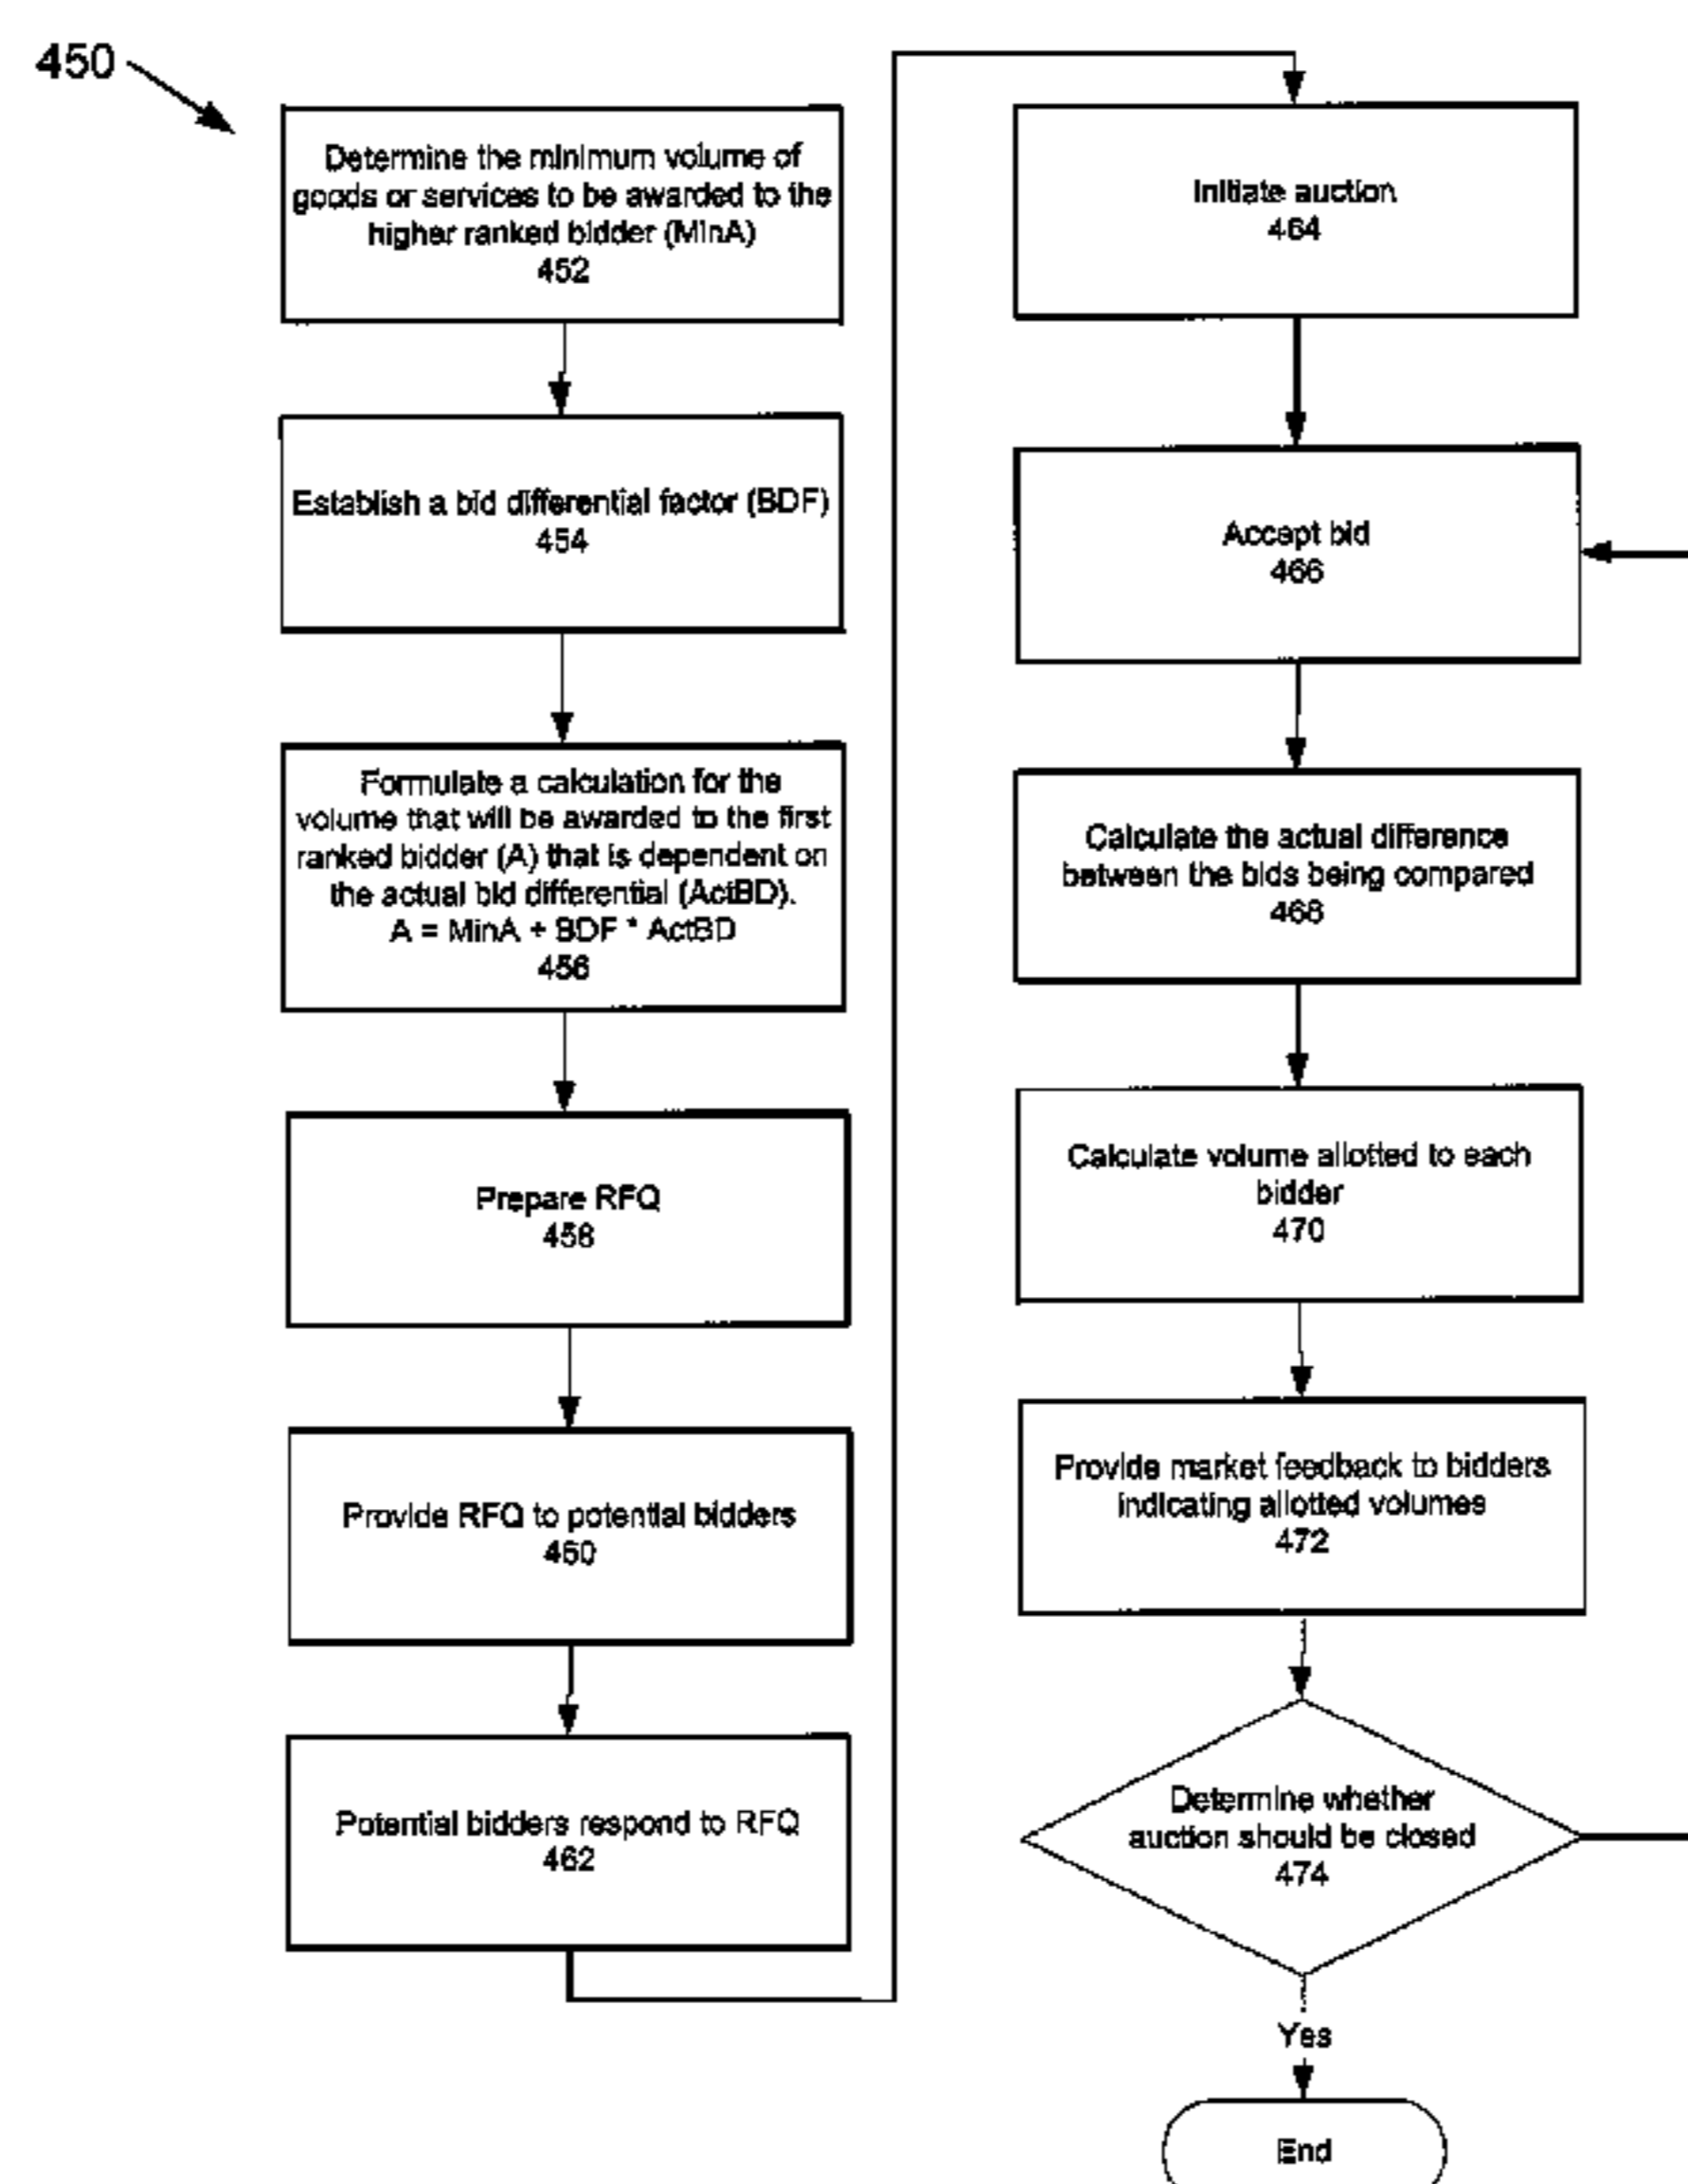 450
Determine the minimum volume of
goods or services to be awarded to the
higher ranked bidder (MinA)
452
Establish a bid differential factor (BDF)
454
Formulate a calculation for the
volume that will be awarded to the first
ranked bidder (A) that is dependent on
the actual bid differential (ActBD).
A = MinA + BDF * ActBD
456
Prepare RFQ
458
Provide RFQ to potential bidders
460
Potential bidders respond to RFQ
462
Initiate auction
464
Accept bid
466
Calculate the actual difference
between the bids being compared
468
Calculate volume allotted to each
bidder
470
Provide market feedback to bidders
indicating allotted volumes
472
Determine whether
auction should be closed
474
Yes
End